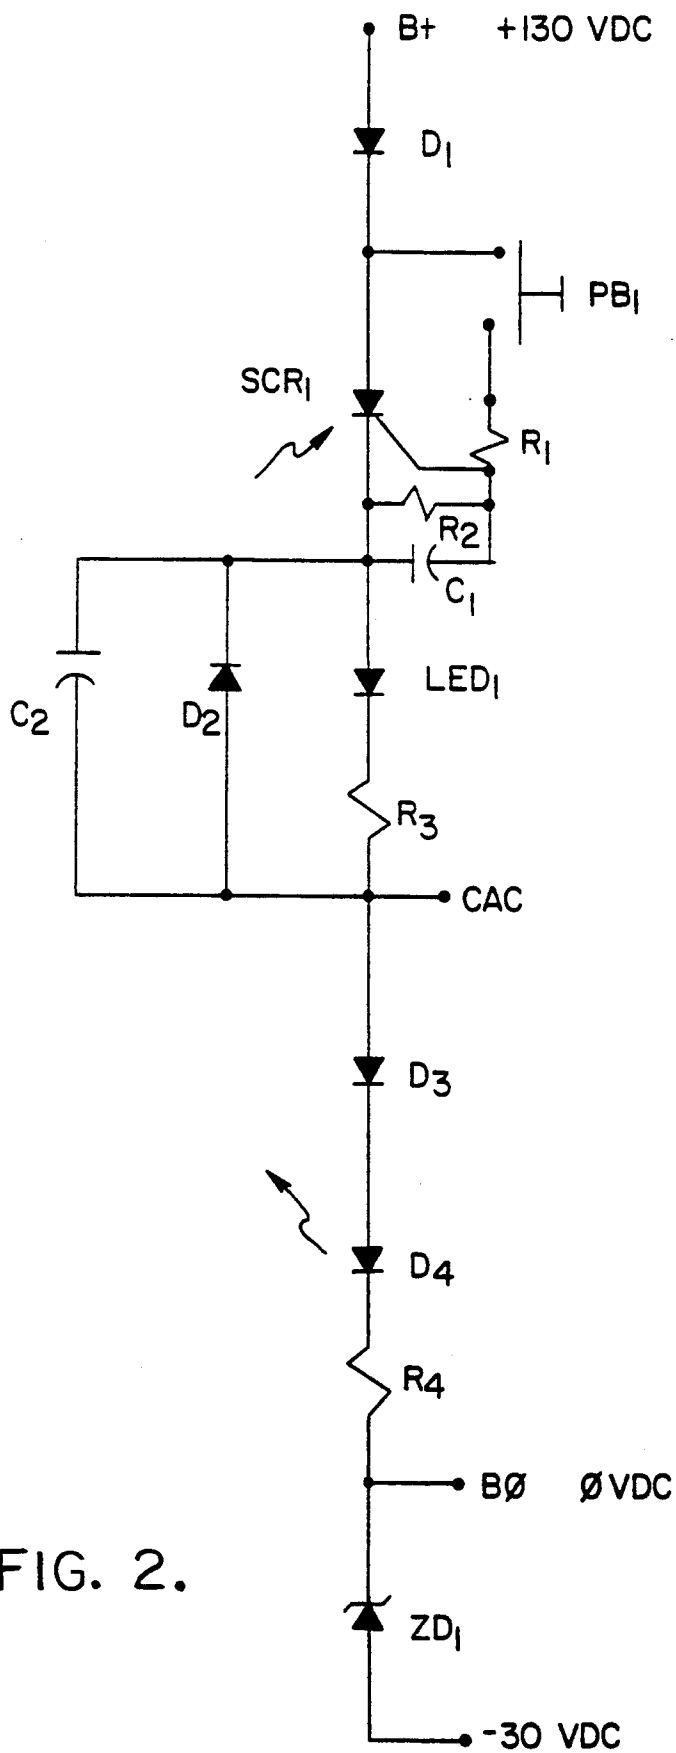 B+ +130 VDC
D1
PB1
SCR1
R1
R2
C1
LED1
C2
D2
R3
CAC
D3
D4
R4
BØ ØVDC
FIG. 2.
ZD1
-30 VDC